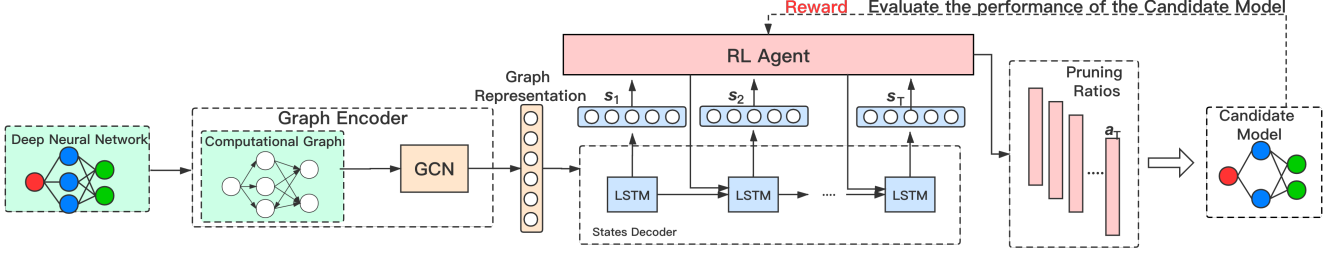 Reward Evaluate the performance of the Candidate Model
RL Agent
Graph
Representation
s1
s2
sT
Pruning
Ratios
aT
....
Candidate
Model
Deep Neural Network
Graph Encoder
Computational Graph
GCN
LSTM
LSTM
....
LSTM
States Decoder